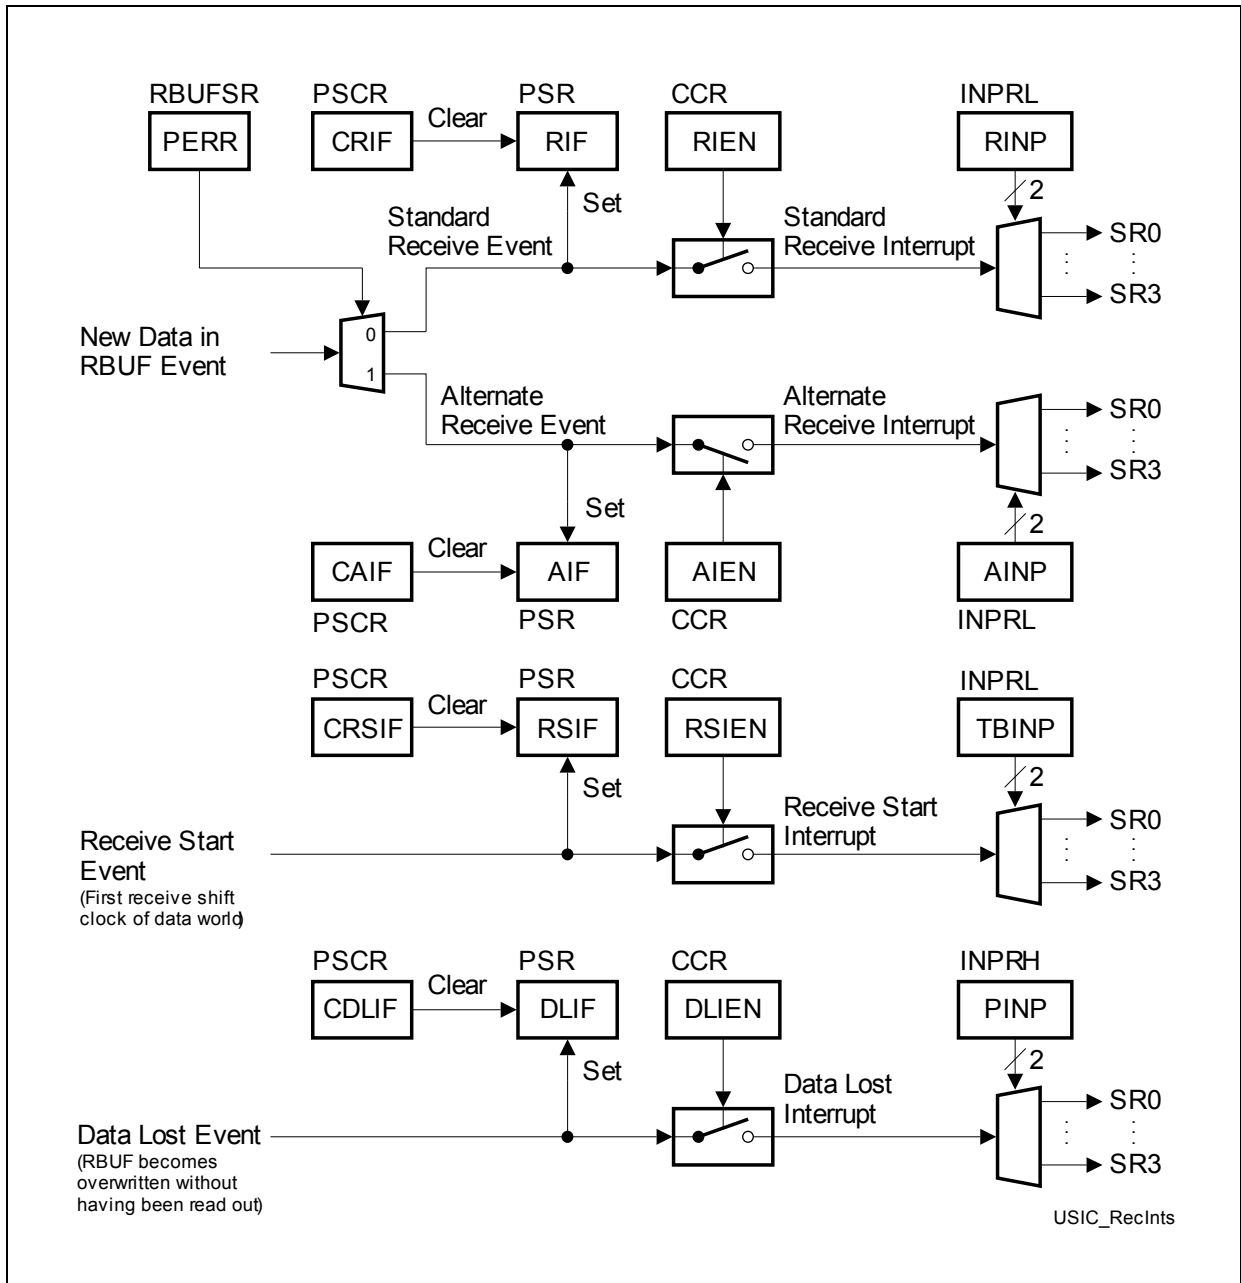 RBUFSR PSCR PSR CCR INPRL
PERR CRIF Clear RIF RIEN RINP
Set
2
Standard
Receive Event
Standard
Receive Interrupt
SR0
SR3
New Data in
RBUF Event
0
1
Alternate
Receive Event
Alternate
Receive Interrupt
SR0
SR3
Set
2
CAIF Clear AIF AIEN AINP
PSCR PSR CCR INPRL
PSCR PSR CCR INPRL
CRSIF Clear RSIF RSIEN TBINP
Set
2
Receive Start
Interrupt
SR0
SR3
Receive Start
Event
(First receive shift
clock of data world)
PSCR PSR CCR INPRH
CDLIF Clear DLIF DLIEN PINP
Set
2
Data Lost
Interrupt
SR0
SR3
Data Lost Event
(RBUF becomes
overwritten without
having been read out)
USIC_RecInts